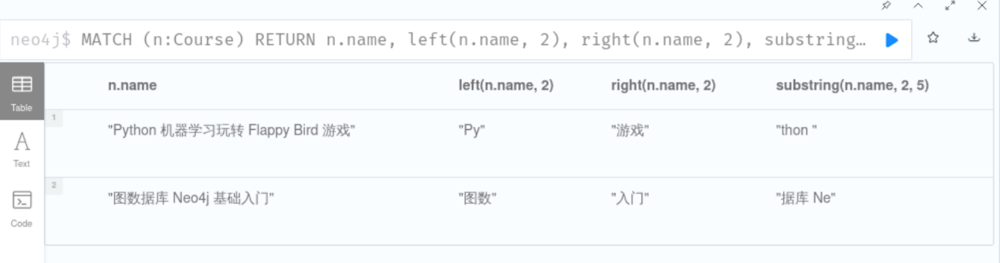 neo4j$ MATCH (n:Course) RETURN n.name, left(n.name, 2), right(n.name, 2), substring…
Table
Text
Code
n.name left(n.name, 2) right(n.name, 2) substring(n.name, 2, 5)
1
"Python 机器学习玩转 Flappy Bird 游戏" "Py" "游戏" "thon "
2
"图数据库 Neo4j 基础入门" "图数" "入门" "据库 Ne"